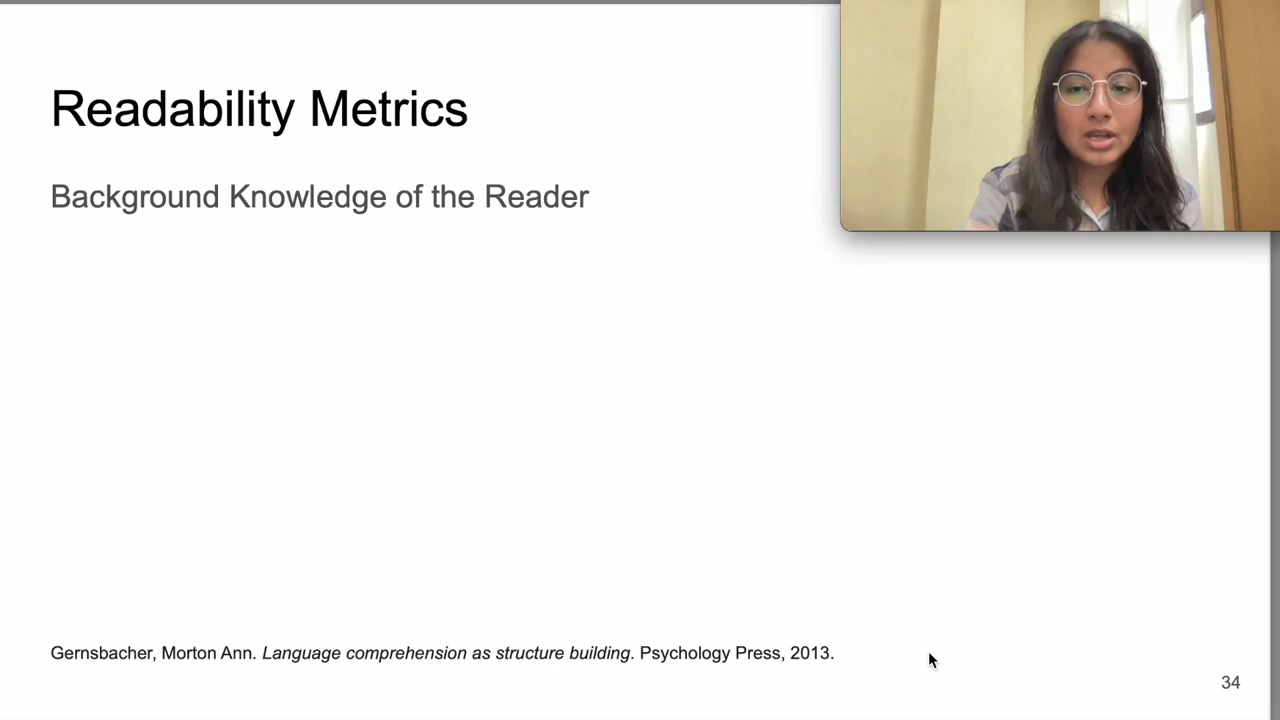 Readability Metrics
Background Knowledge of the Reader
Gernsbacher, Morton Ann. Language comprehension as structure building. Psychology Press, 2013.
34